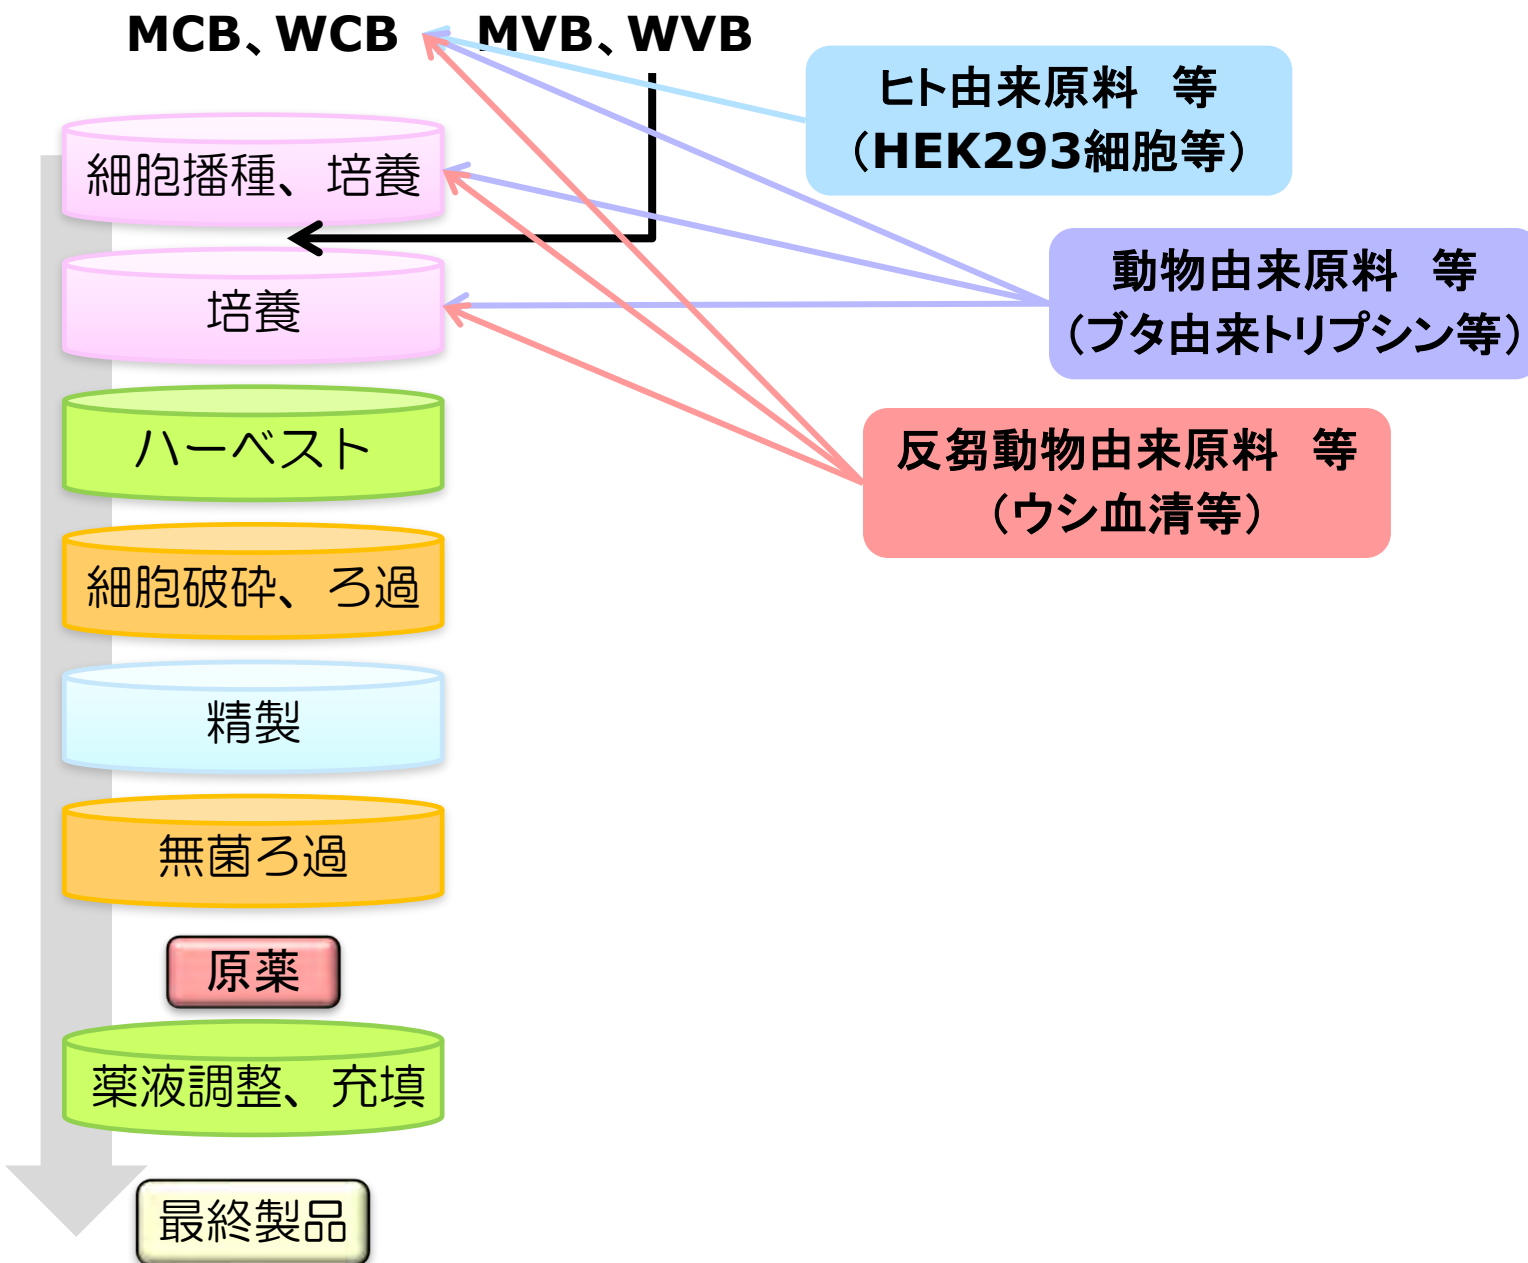 MCB、WCB
MVB、WVB
ヒト由来原料　等
（HEK293細胞等）
細胞播種、培養
動物由来原料　等
（ブタ由来トリプシン等）
培養
反芻動物由来原料　等
（ウシ血清等）
ハーベスト
細胞破砕、ろ過
精製
無菌ろ過
原薬
薬液調整、充填
最終製品